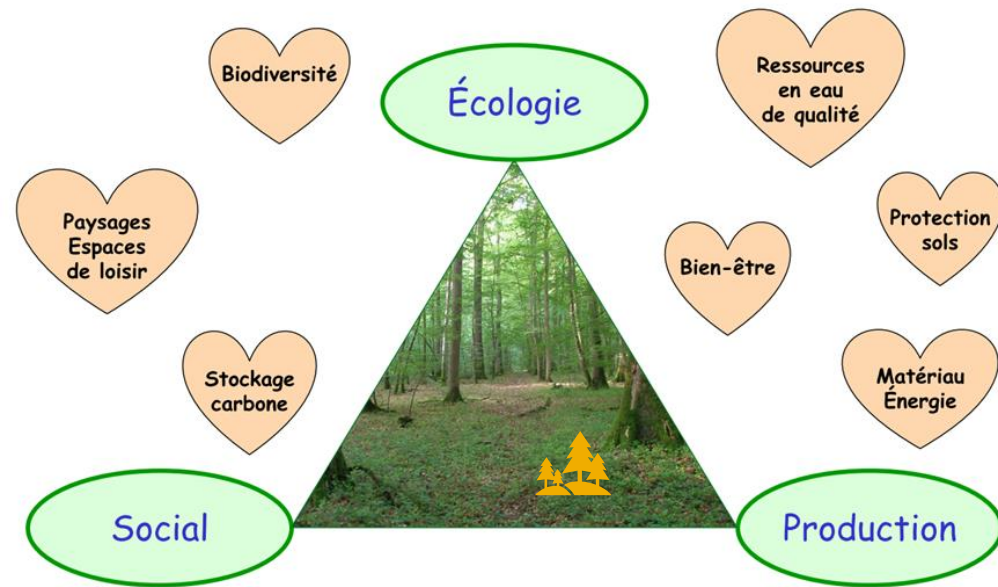 Biodiversité
Écologie
Ressources
en eau
de qualité
Paysages
Espaces
de loisir
Bien-être
Protection
sols
Stockage
carbone
Matériau
Énergie
Social
Production